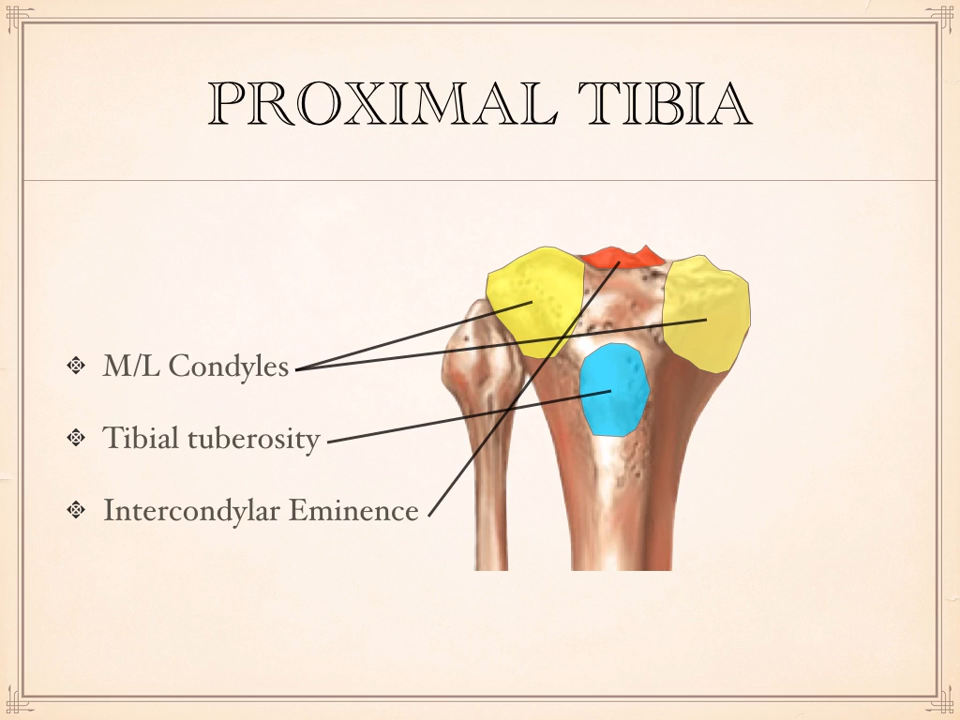 PROXIMAL TIBIA
M/L Condyles
Tibial tuberosity
Intercondylar Eminence